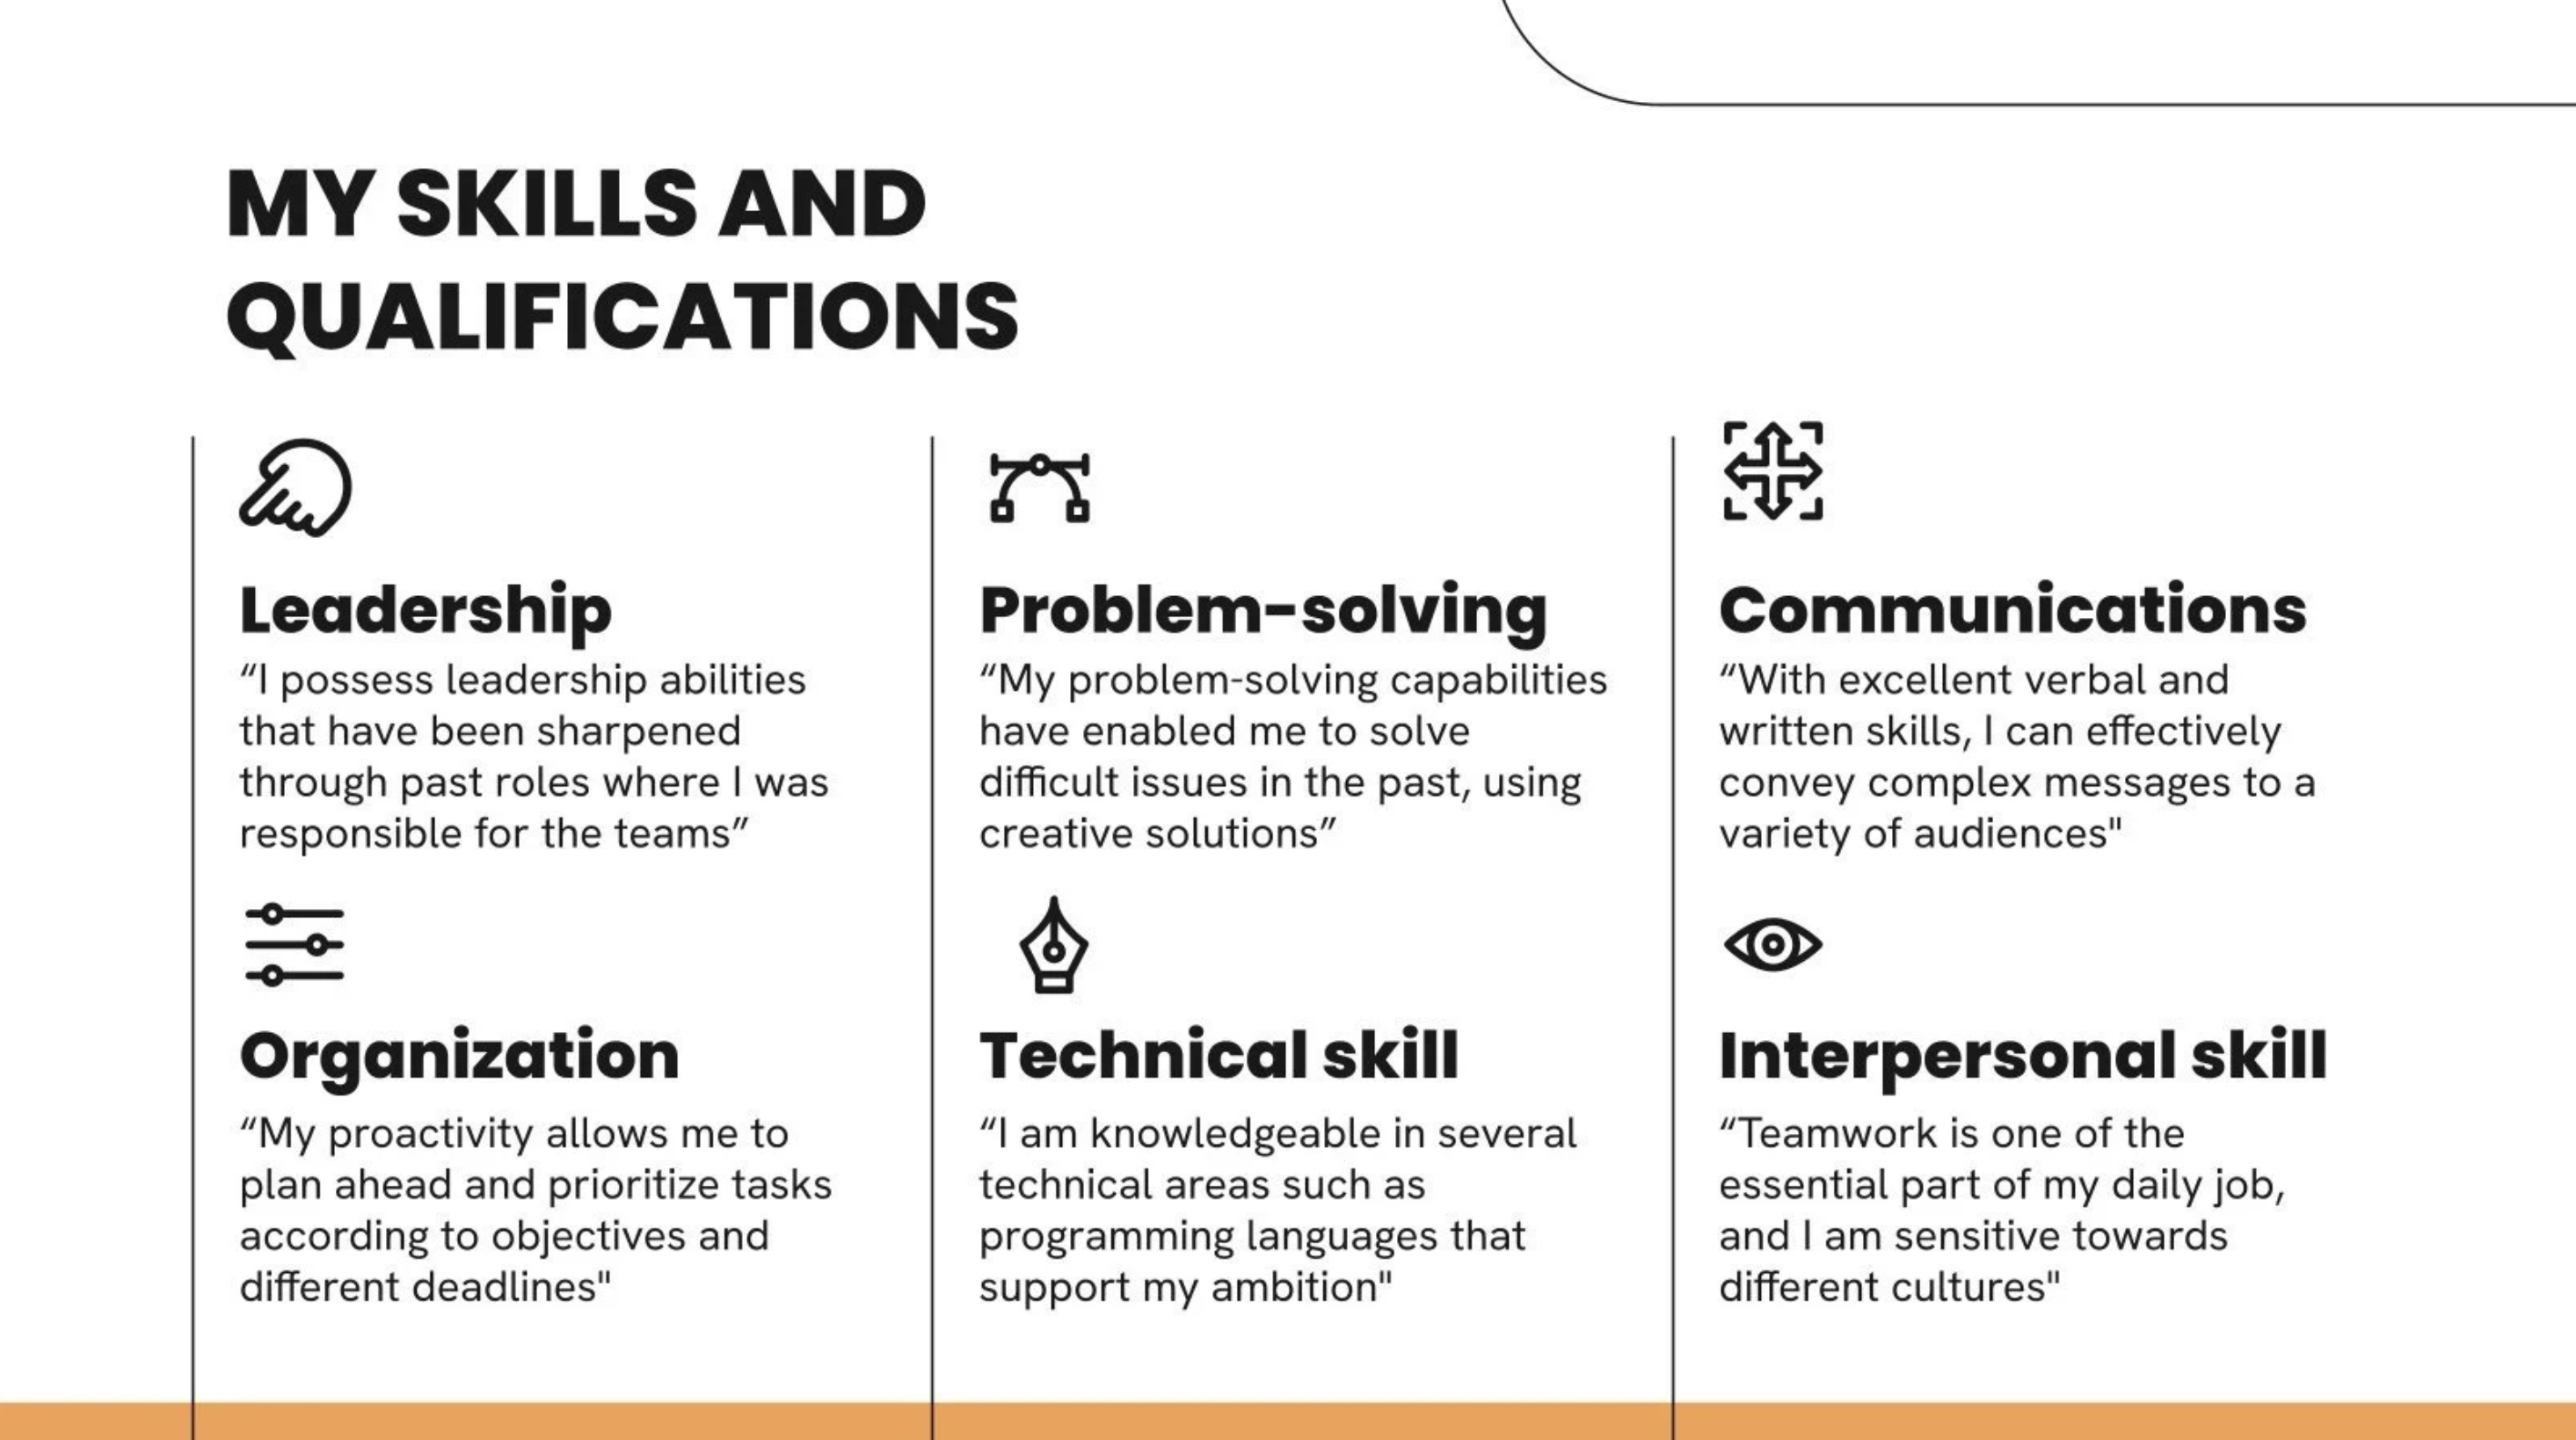 MY SKILLS AND
QUALIFICATIONS
Leadership
“I possess leadership abilities
that have been sharpened
through past roles where I was
responsible for the teams”
Problem-solving
“My problem-solving capabilities
have enabled me to solve
difficult issues in the past, using
creative solutions”
Communications
“With excellent verbal and
written skills, I can effectively
convey complex messages to a
variety of audiences"
Organization
“My proactivity allows me to
plan ahead and prioritize tasks
according to objectives and
different deadlines"
Technical skill
“I am knowledgeable in several
technical areas such as
programming languages that
support my ambition"
Interpersonal skill
“Teamwork is one of the
essential part of my daily job,
and I am sensitive towards
different cultures"